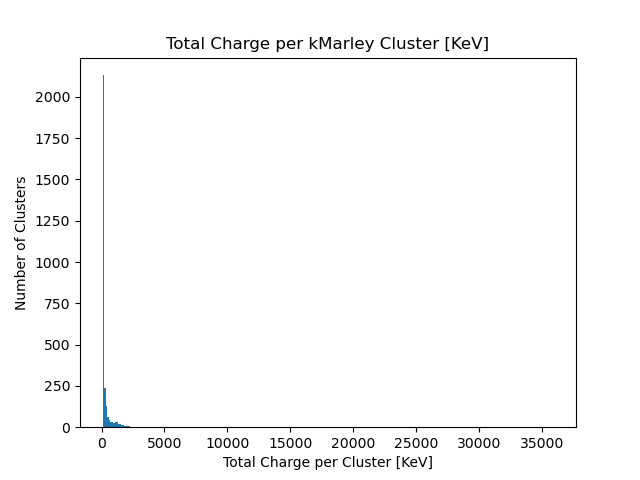 Total Charge per kMarley Cluster [KeV]
2000
1750
1500
1250
1000
750
500
250
0
Number of Clusters
0 5000 10000 15000 20000 25000 30000 35000
Total Charge per Cluster [KeV]